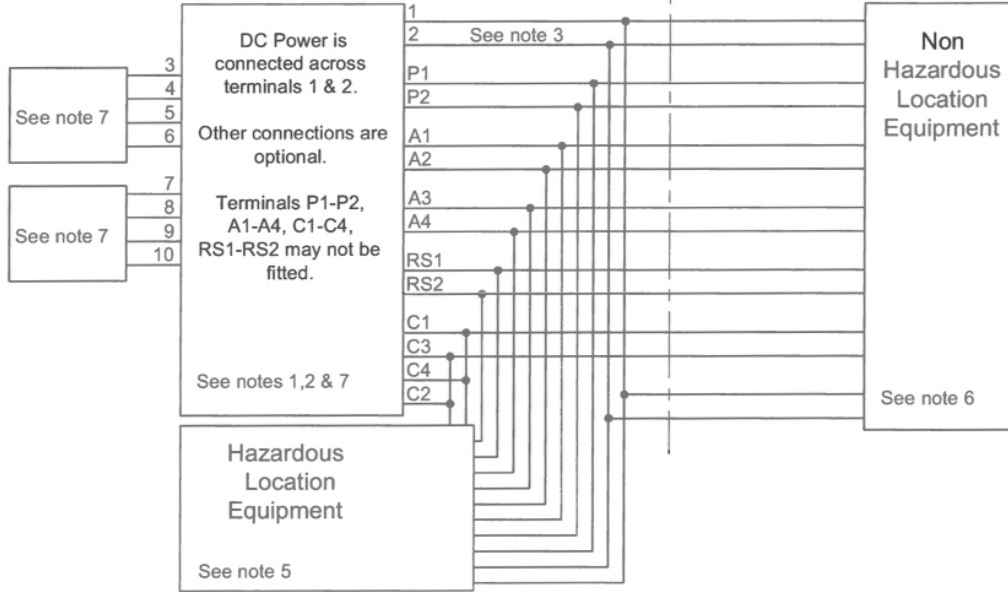 3
4
5
6
See note 7
7
8
9
10
See note 7
DC Power is
connected across
terminals 1 & 2.
Other connections are
optional.
Terminals P1-P2,
A1-A4, C1-C4,
RS1-RS2 may not be
fitted.
See notes 1,2 & 7
1
2
See note 3
P1
P2
A1
A2
A3
A4
RS1
RS2
C1
C3
C4
C2
Non
Hazardous
Location
Equipment
See note 6
Hazardous
Location
Equipment
See note 5